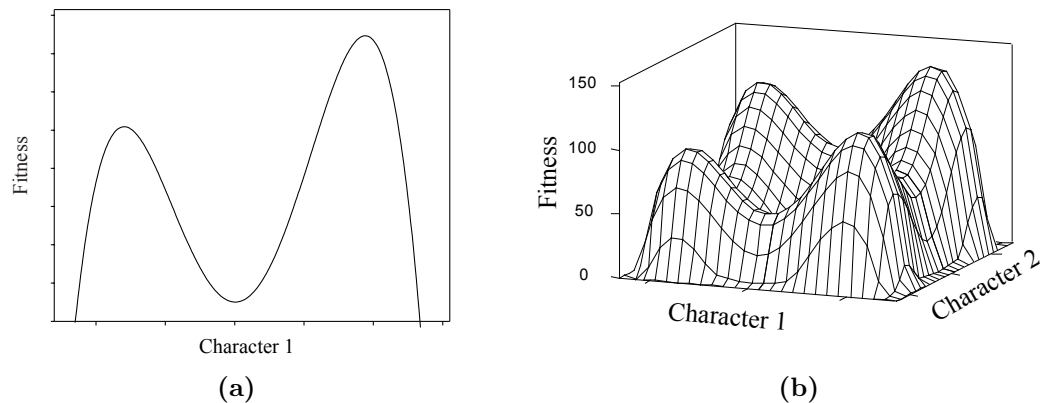 Fitness
Character 1
(a)
150
100
50
0
Fitness
Character 1
Character 2
(b)